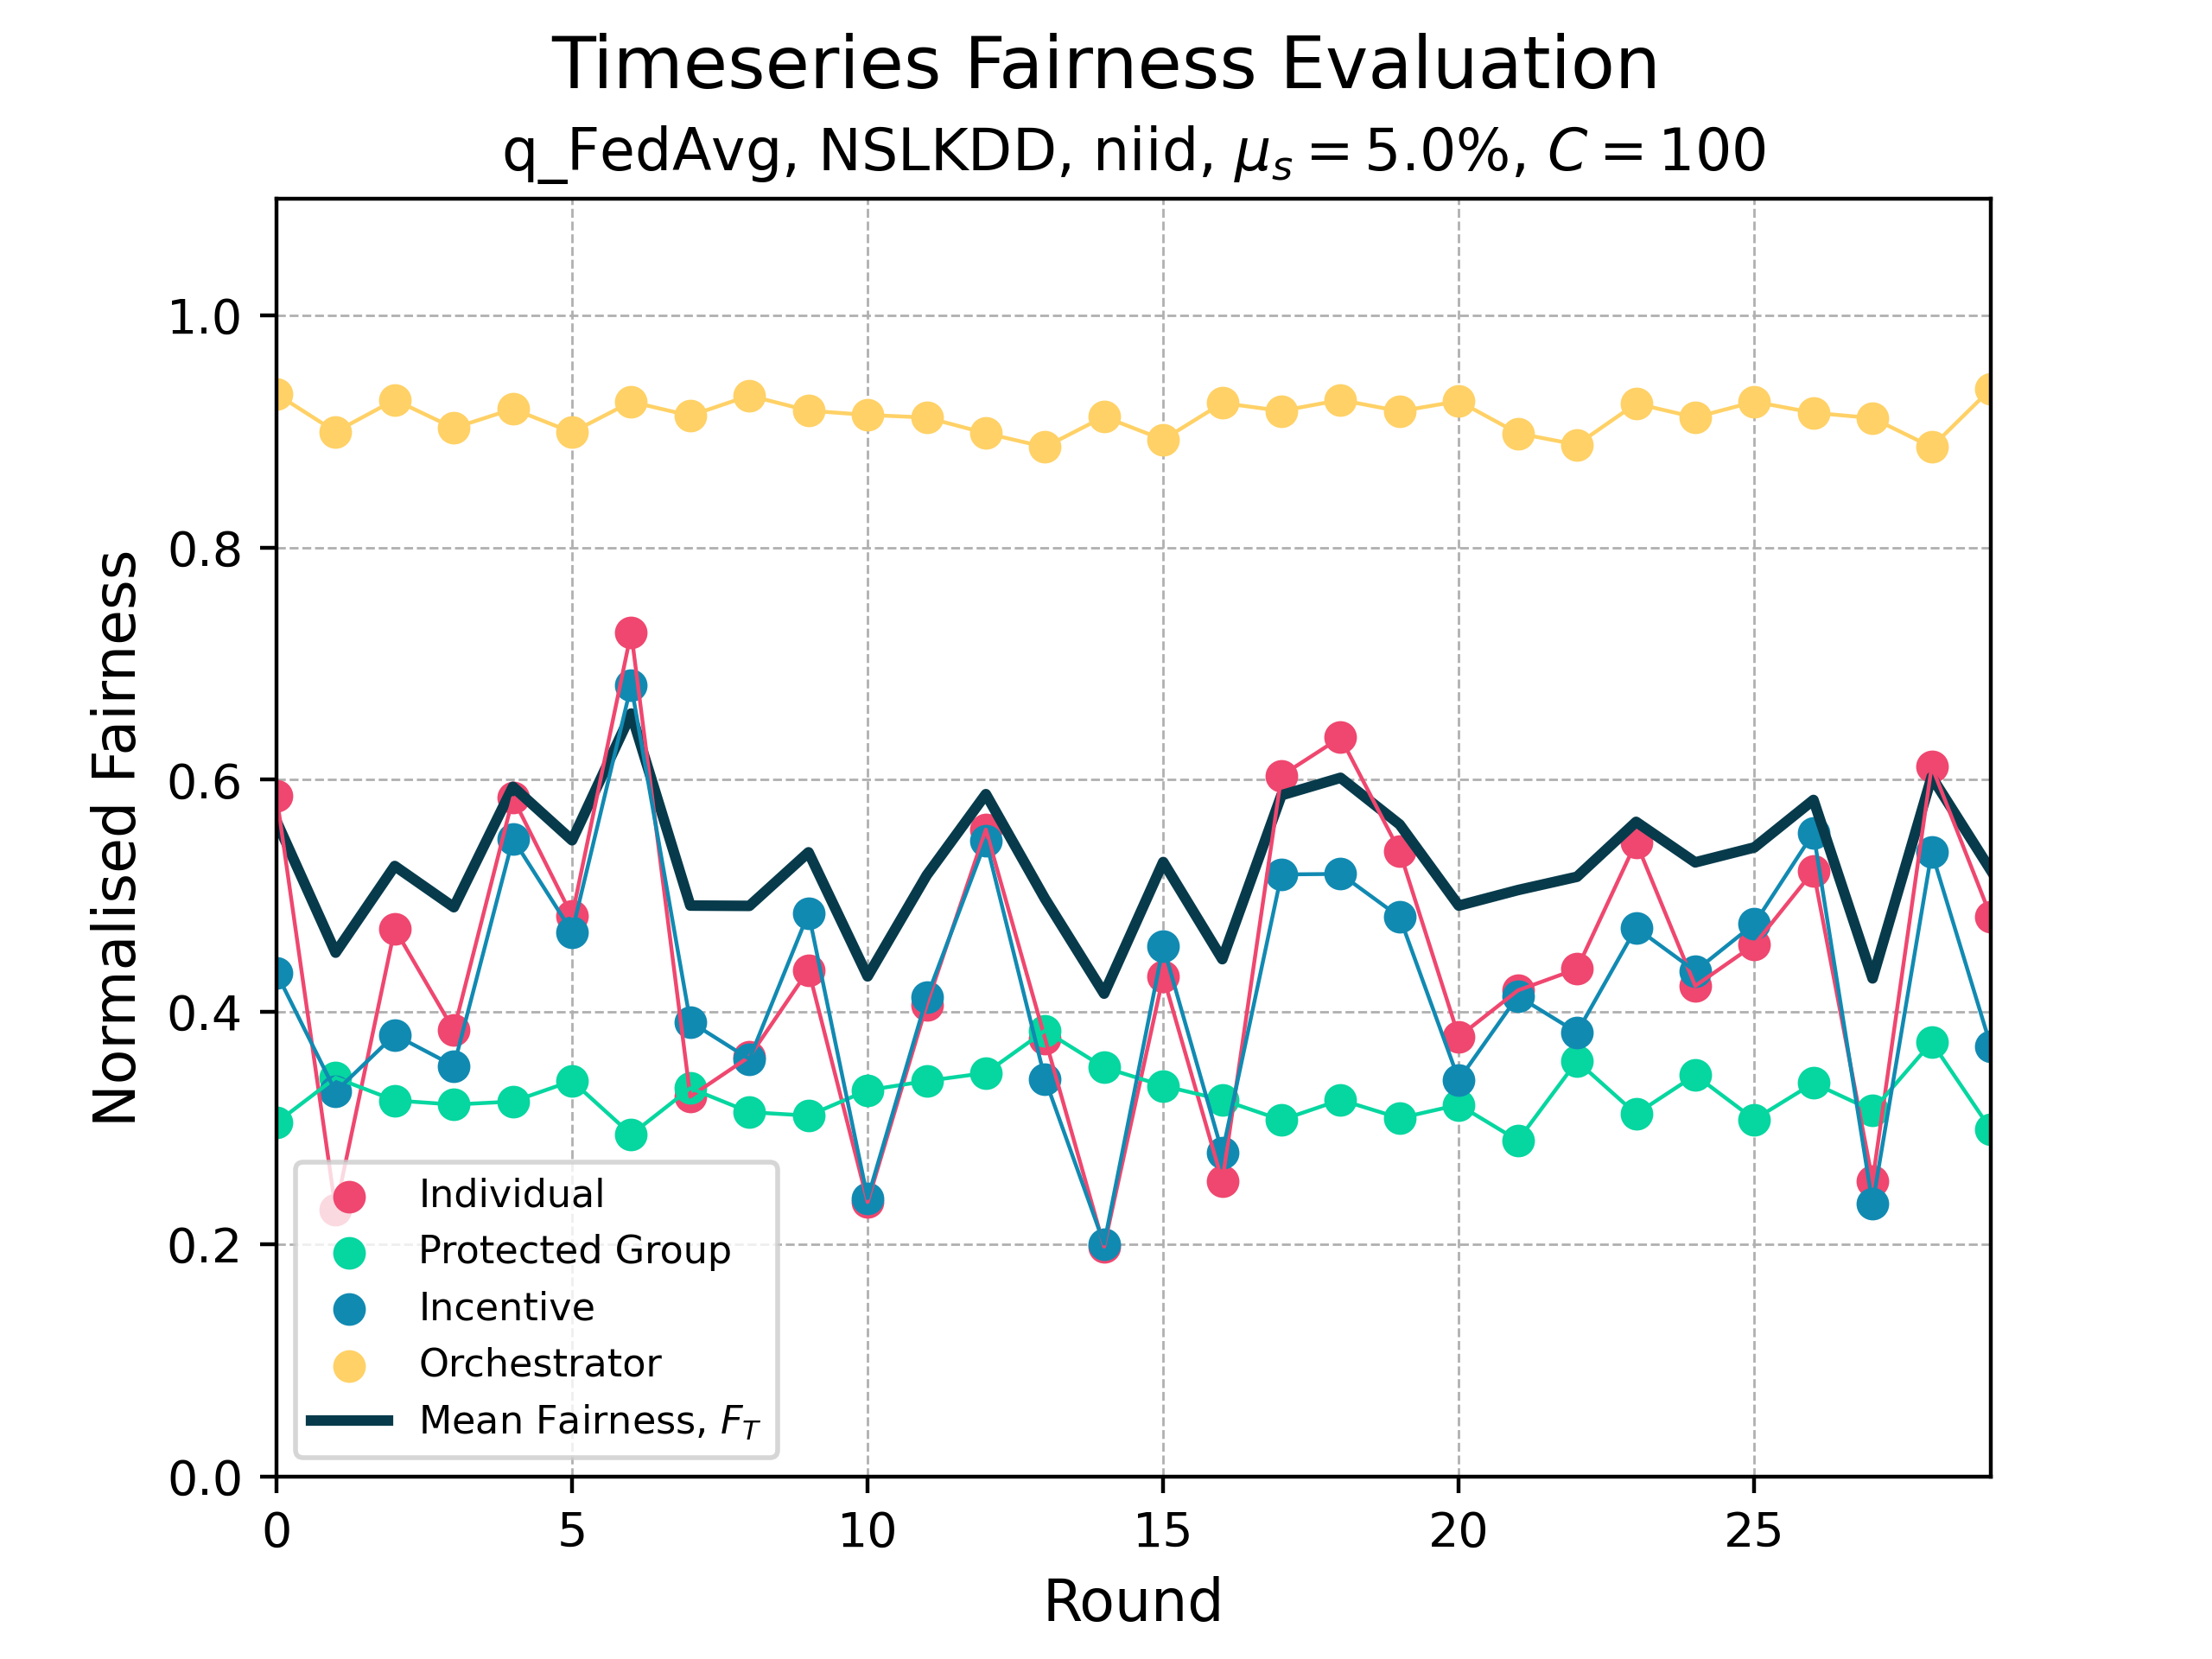 Timeseries Fairness Evaluation
q_FedAvg, NSLKDD, niid, μₛ = 5.0%, C = 100
Normalised Fairness
1.0
0.8
0.6
0.4
0.2
0.0
Individual
Protected Group
Incentive
Orchestrator
Mean Fairness, F_T
0 5 10 15 20 25
Round